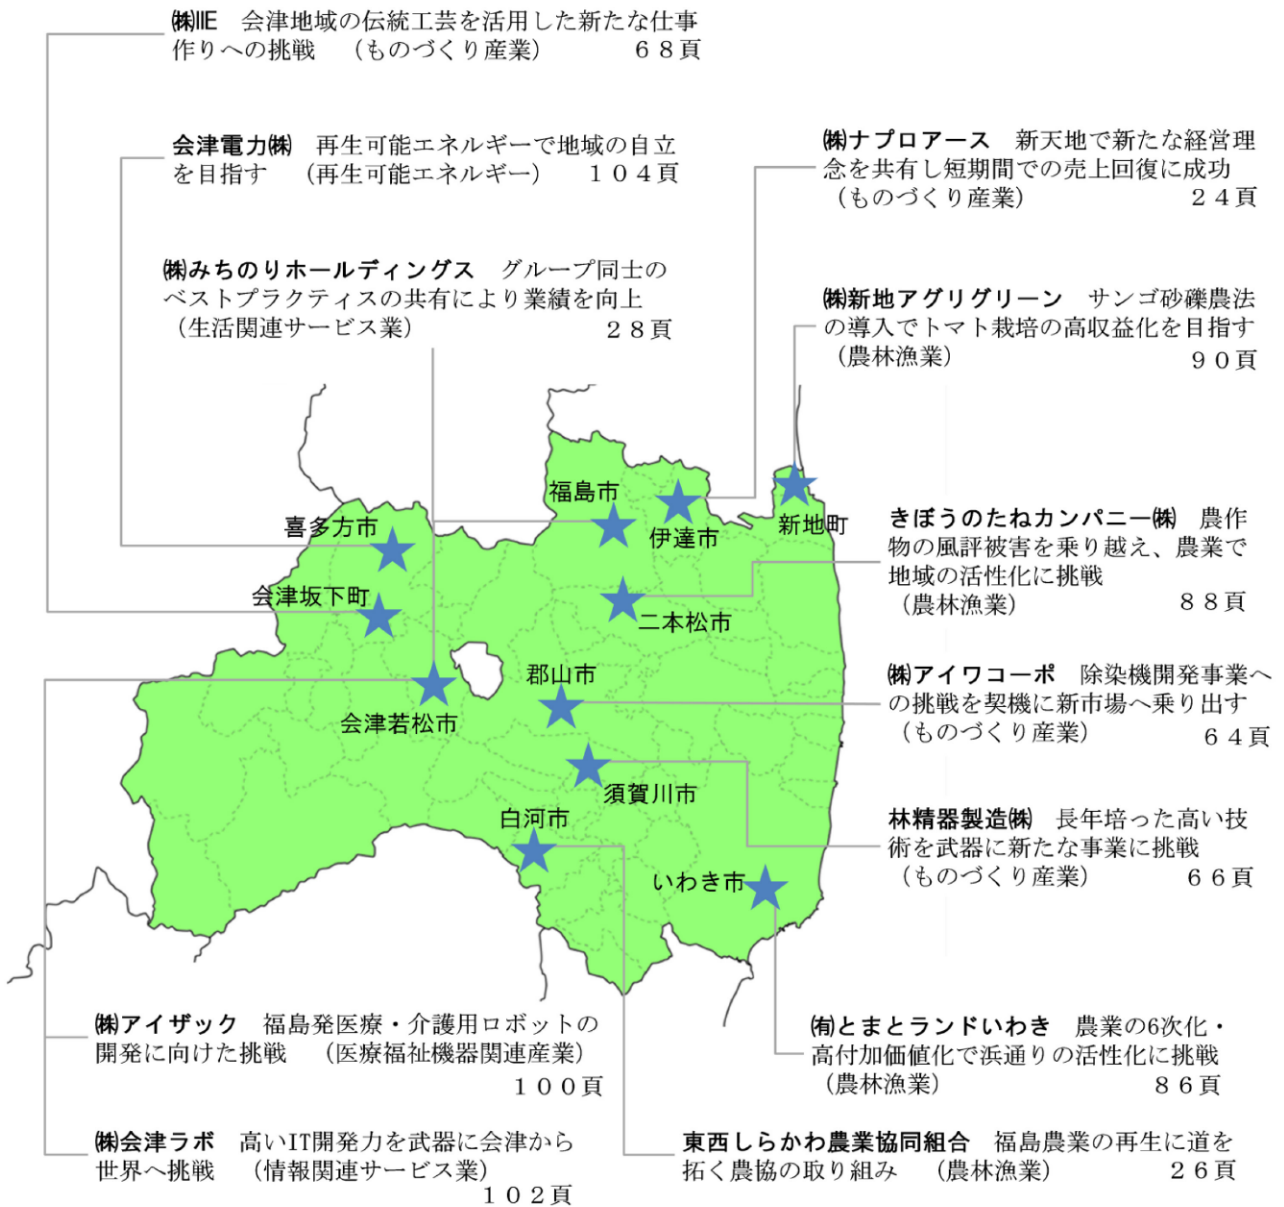 ㈱IIE　会津地域の伝統工芸を活用した新たな仕事
作りへの挑戦　（ものづくり産業）　６８頁
会津電力㈱　再生可能エネルギーで地域の自立
を目指す　（再生可能エネルギー）　１０４頁
㈱みちのりホールディングス　グループ同士の
ベストプラクティスの共有により業績を向上
（生活関連サービス業）　２８頁
㈱ナプロアース　新天地で新たな経営理
念を共有し短期間での売上回復に成功
（ものづくり産業）　２４頁
㈱新地アグリグリーン　サンゴ砂礫農法
の導入でトマト栽培の高収益化を目指す
（農林漁業）　９０頁
福島市
伊達市
新地町
喜多方市
会津坂下町
二本松市
郡山市
会津若松市
須賀川市
白河市
いわき市
きぼうのたねカンパニー㈱　農作
物の風評被害を乗り越え、農業で
地域の活性化に挑戦
（農林漁業）　８８頁
㈱アイワコーポ　除染機開発事業へ
の挑戦を契機に新市場へ乗り出す
（ものづくり産業）　６４頁
林精器製造㈱　長年培った高い技
術を武器に新たな事業に挑戦
（ものづくり産業）　６６頁
㈱アイザック　福島発医療・介護用ロボットの
開発に向けた挑戦　（医療福祉機器関連産業）
１００頁
㈱会津ラボ　高いIT開発力を武器に会津から
世界へ挑戦　（情報関連サービス業）
１０２頁
㈲とまとランドいわき　農業の6次化・
高付加価値化で浜通りの活性化に挑戦
（農林漁業）　８６頁
東西しらかわ農業協同組合　福島農業の再生に道を
拓く農協の取り組み　（農林漁業）　２６頁